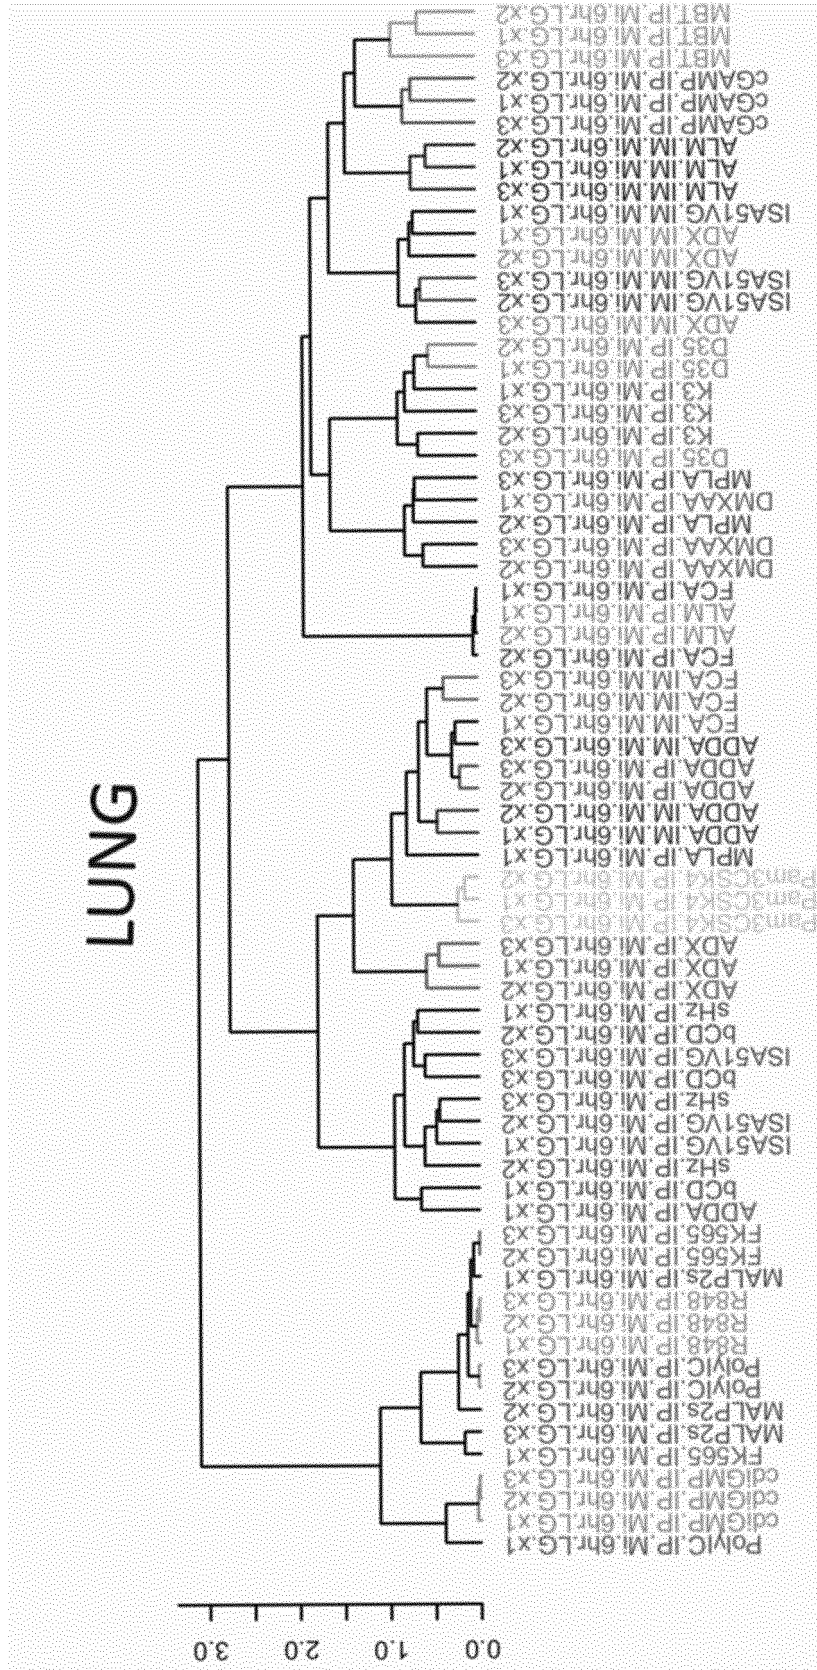 LUNG
MBT.IP.Mi.6hr.LG.x2
MBT.IP.Mi.6hr.LG.x1
MBT.IP.Mi.6hr.LG.x3
cGAMP.IP.Mi.6hr.LG.x2
cGAMP.IP.Mi.6hr.LG.x1
cGAMP.IP.Mi.6hr.LG.x3
ALM.IM.Mi.6hr.LG.x2
ALM.IM.Mi.6hr.LG.x1
ALM.IM.Mi.6hr.LG.x3
ISA51VG.IM.Mi.6hr.LG.x1
ADX.IM.Mi.6hr.LG.x1
ADX.IM.Mi.6hr.LG.x2
ISA51VG.IM.Mi.6hr.LG.x3
ISA51VG.IM.Mi.6hr.LG.x2
ADX.IM.Mi.6hr.LG.x3
D35.IP.Mi.6hr.LG.x2
D35.IP.Mi.6hr.LG.x1
K3.IP.Mi.6hr.LG.x1
K3.IP.Mi.6hr.LG.x3
K3.IP.Mi.6hr.LG.x2
D35.IP.Mi.6hr.LG.x3
MPLA.IP.Mi.6hr.LG.x3
DMXAA.IP.Mi.6hr.LG.x1
MPLA.IP.Mi.6hr.LG.x2
DMXAA.IP.Mi.6hr.LG.x3
DMXAA.IP.Mi.6hr.LG.x2
FCA.IP.Mi.6hr.LG.x1
ALM.IP.Mi.6hr.LG.x1
ALM.IP.Mi.6hr.LG.x2
FCA.IP.Mi.6hr.LG.x2
FCA.IM.Mi.6hr.LG.x3
FCA.IM.Mi.6hr.LG.x2
FCA.IM.Mi.6hr.LG.x1
ADDA.IM.Mi.6hr.LG.x3
ADDA.IP.Mi.6hr.LG.x3
ADDA.IP.Mi.6hr.LG.x2
ADDA.IM.Mi.6hr.LG.x2
ADDA.IM.Mi.6hr.LG.x1
MPLA.IP.Mi.6hr.LG.x1
Pam3CSK4.IP.Mi.6hr.LG.x2
Pam3CSK4.IP.Mi.6hr.LG.x1
Pam3CSK4.IP.Mi.6hr.LG.x3
ADX.IP.Mi.6hr.LG.x3
ADX.IP.Mi.6hr.LG.x1
ADX.IP.Mi.6hr.LG.x2
sHz.IP.Mi.6hr.LG.x1
bCD.IP.Mi.6hr.LG.x2
ISA51VG.IP.Mi.6hr.LG.x3
bCD.IP.Mi.6hr.LG.x3
sHz.IP.Mi.6hr.LG.x3
ISA51VG.IP.Mi.6hr.LG.x2
ISA51VG.IP.Mi.6hr.LG.x1
sHz.IP.Mi.6hr.LG.x2
bCD.IP.Mi.6hr.LG.x1
ADDA.IP.Mi.6hr.LG.x1
FK565.IP.Mi.6hr.LG.x3
FK565.IP.Mi.6hr.LG.x2
MALP2s.IP.Mi.6hr.LG.x1
R848.IP.Mi.6hr.LG.x3
R848.IP.Mi.6hr.LG.x2
R848.IP.Mi.6hr.LG.x1
PolyIC.IP.Mi.6hr.LG.x3
PolyIC.IP.Mi.6hr.LG.x2
MALP2s.IP.Mi.6hr.LG.x2
MALP2s.IP.Mi.6hr.LG.x3
FK565.IP.Mi.6hr.LG.x1
cdiGMP.IP.Mi.6hr.LG.x3
cdiGMP.IP.Mi.6hr.LG.x2
cdiGMP.IP.Mi.6hr.LG.x1
PolyIC.IP.Mi.6hr.LG.x1
3.0
2.0
1.0
0.0